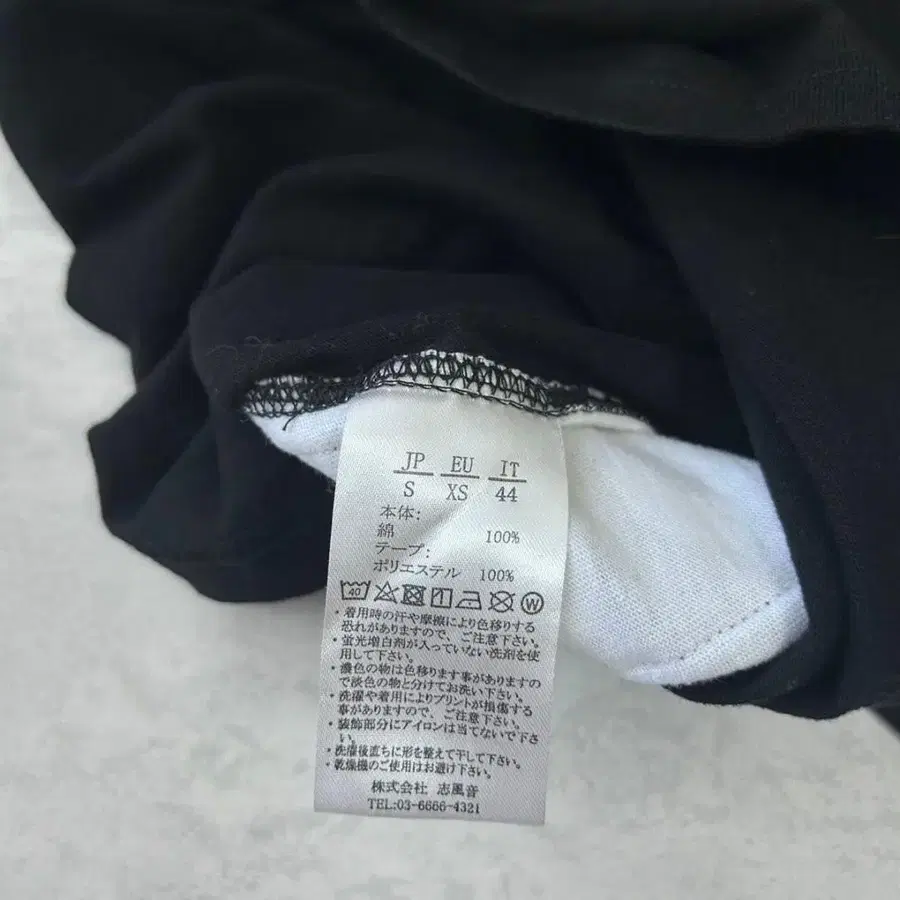 JP EU IT
S XS 44
本体:
綿 100%
テープ:
ポリエステル 100%
40 W
・着用時の汗や摩擦により色移りする
恐れがありますので、ご注意下さい。
・蛍光増白剤が入っていない洗剤を使
用して下さい。
・濃色の物は色移ります事がありますの
で淡色の物と分けてお洗い下さい。
・洗濯や着用によりプリントが損傷する
事がありますので、ご注意下さい。
・装飾部分にアイロンは当てないで下さ
い。
・洗濯後直ちに形を整えて干して下さい。
・乾燥機のご使用はお避け下さい。
株式会社 志風音
TEL:03-6666-4321